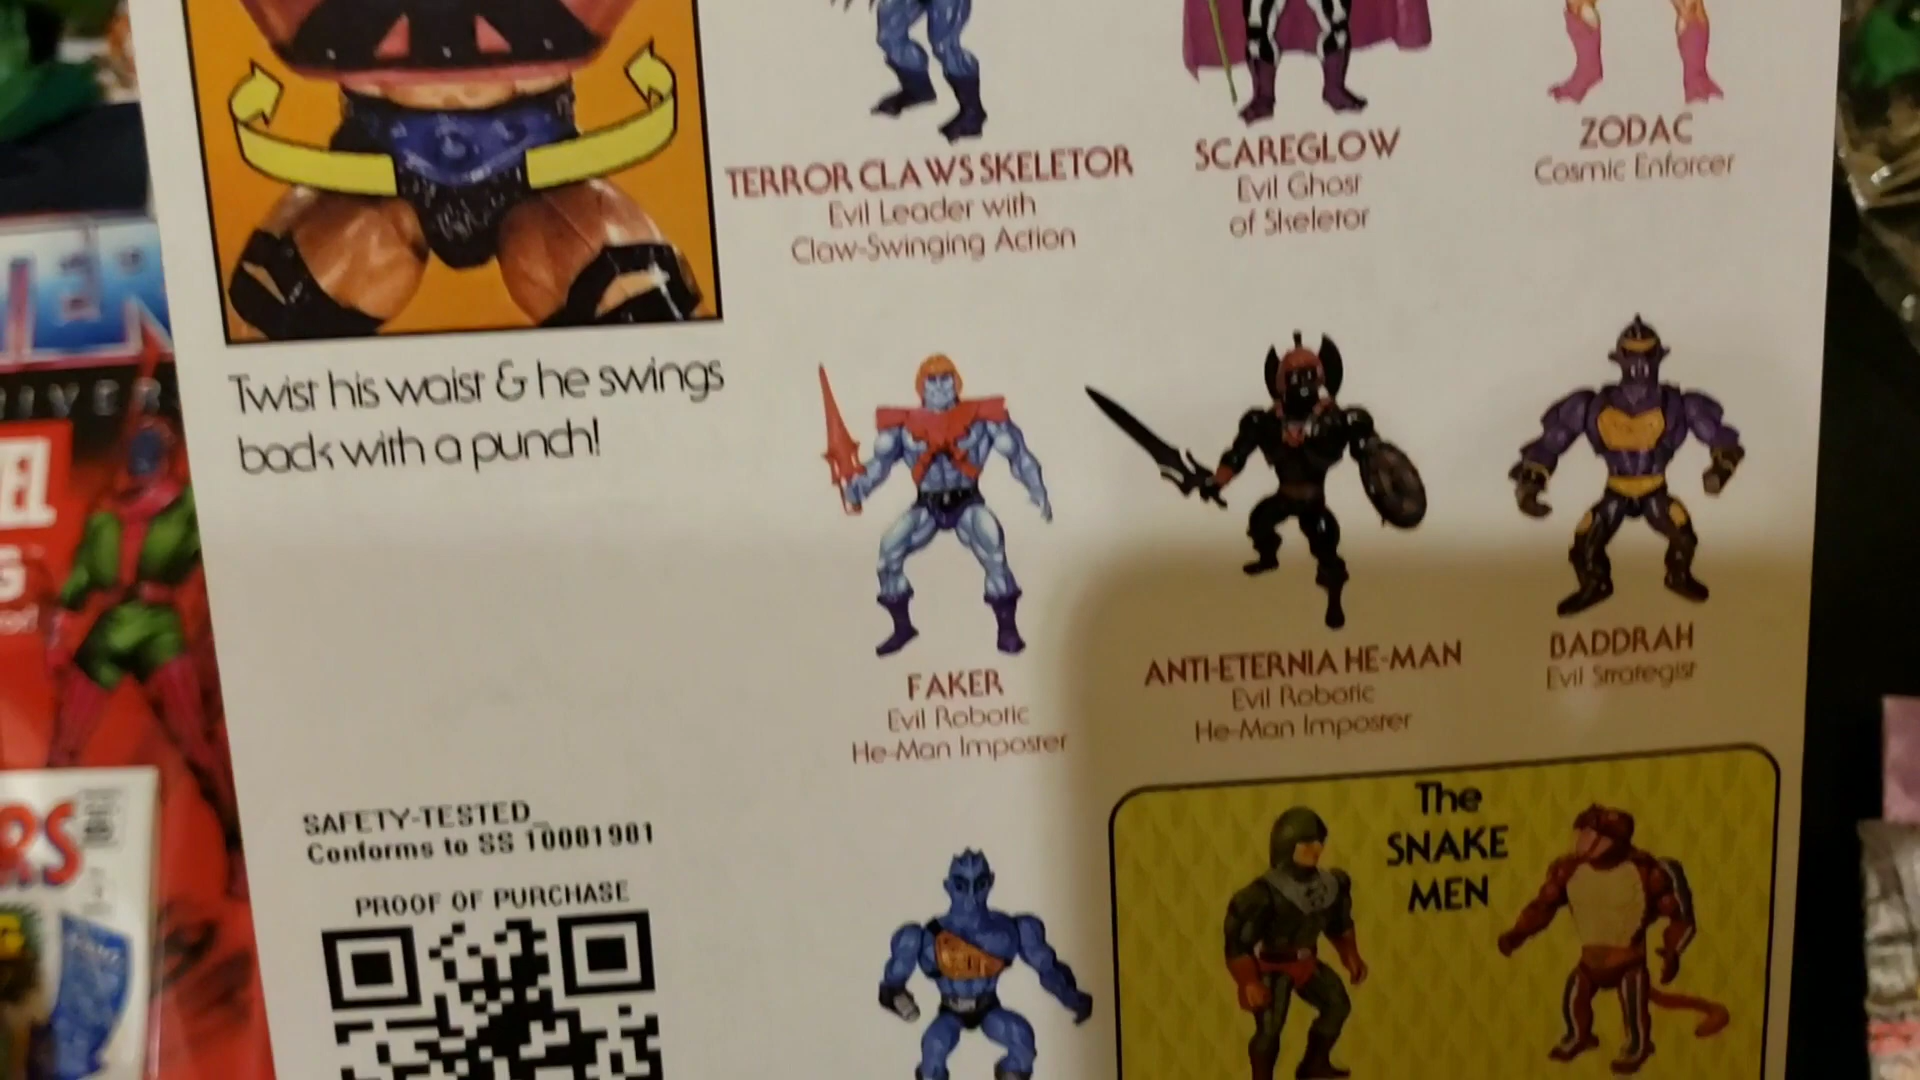 TERROR CLAWS SKELETOR
Evil Leader with
Claw-Swinging Action
SCAREGLOW
Evil Ghost
of Skeletor
ZODAC
Cosmic Enforcer
Twist his waist & he swings
back with a punch!
FAKER
Evil Robotic
He-Man Imposter
ANTI-ETERNIA HE-MAN
Evil Robotic
He-Man Imposter
BADDRAH
Evil Strategist
SAFETY-TESTED_
Conforms to SS 10081981
PROOF OF PURCHASE
The
SNAKE
MEN